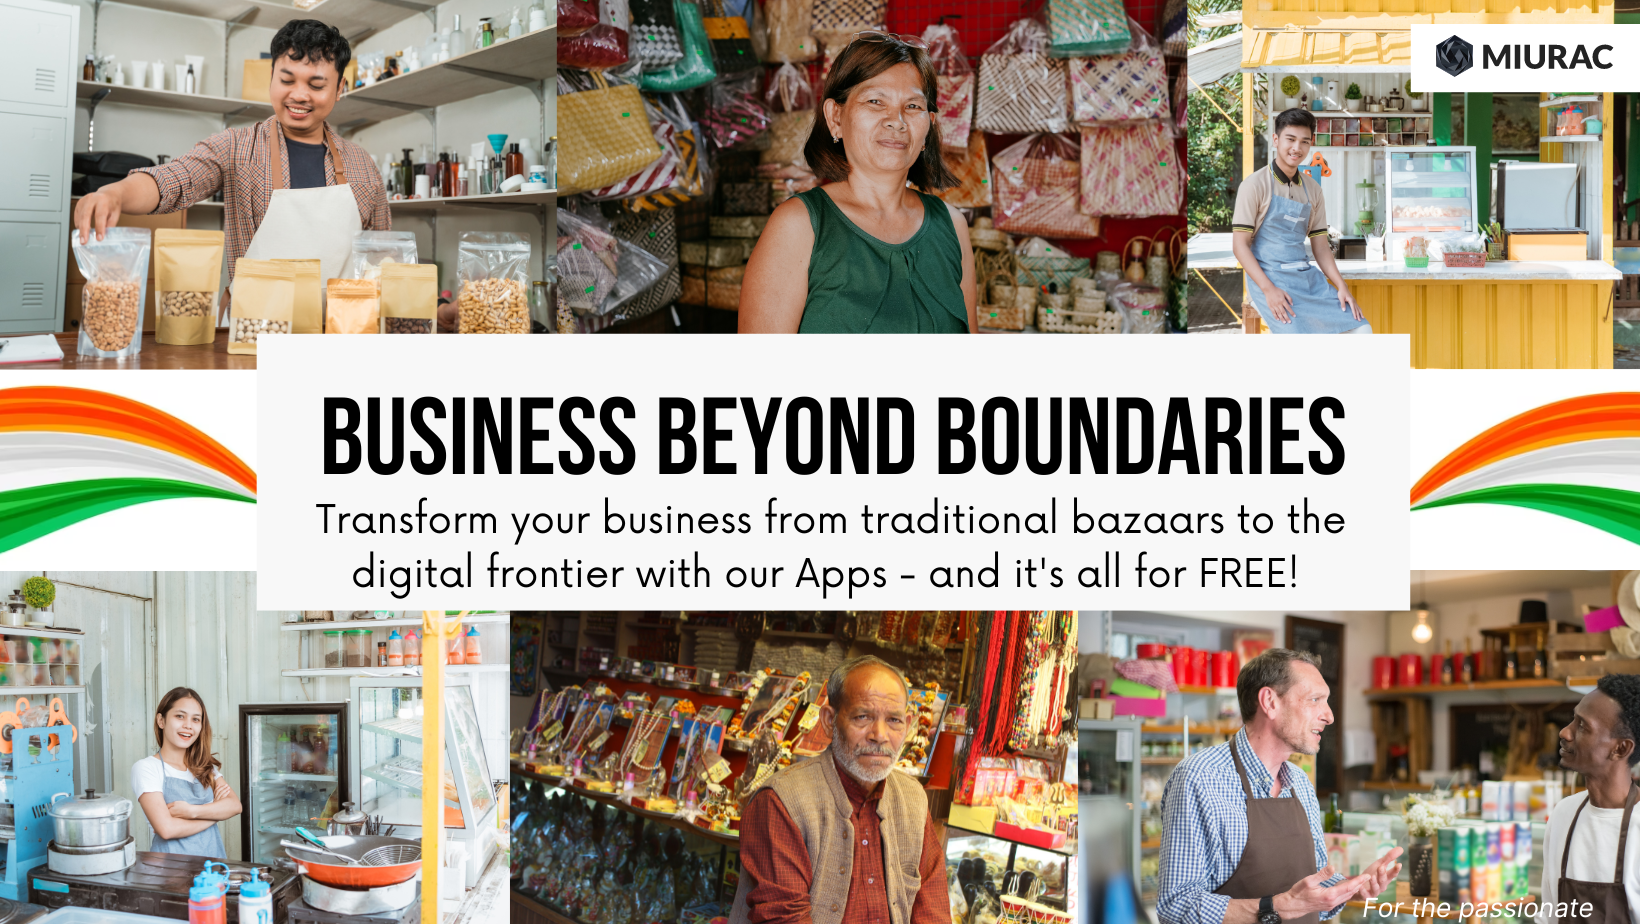 MIURAC
BUSINESS BEYOND BOUNDARIES
Transform your business from traditional bazaars to the
digital frontier with our Apps - and it's all for FREE!
For the passionate